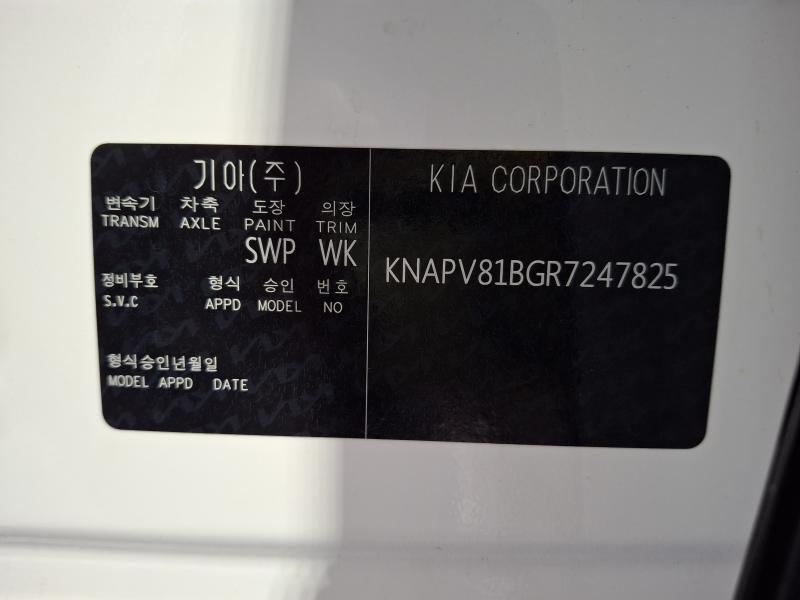 기아(주)
변속기 차축 도장 의장
TRANSM AXLE PAINT TRIM
SWP WK
정비부호 형식 승인 번호
S.V.C APPD MODEL NO
형식승인년월일
MODEL APPD DATE
KIA CORPORATION
KNAPV81BGR7247825